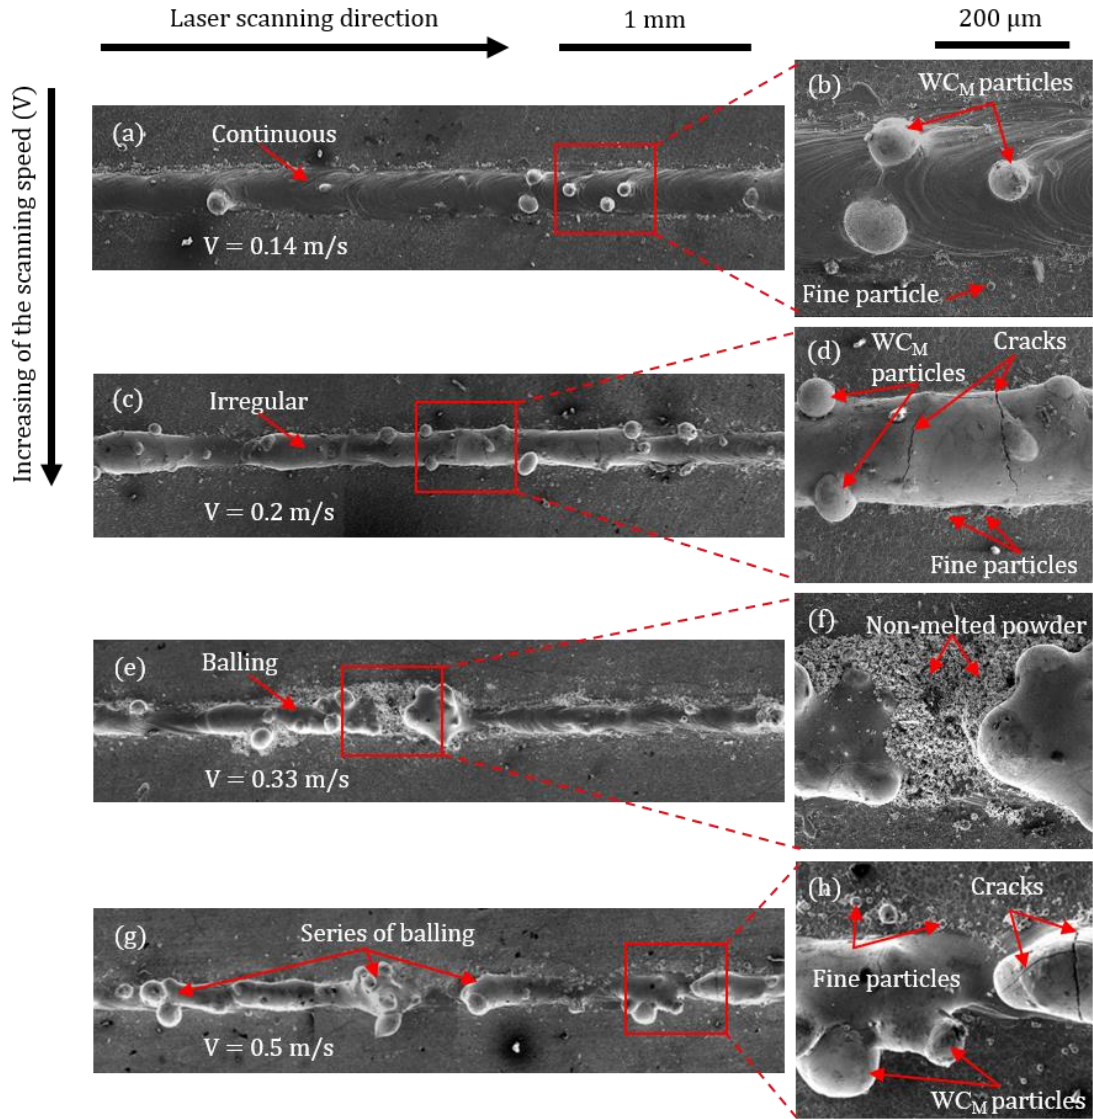 Laser scanning direction
1 mm
200 µm
Increasing of the scanning speed (V)
(a)
Continuous
V = 0.14 m/s
(b)
WCM particles
Fine particle
(c)
Irregular
V = 0.2 m/s
(d)
WCM
particles
Cracks
Fine particles
(e)
Balling
V = 0.33 m/s
(f)
Non-melted powder
(g)
Series of balling
V = 0.5 m/s
(h)
Cracks
Fine particles
WCM particles